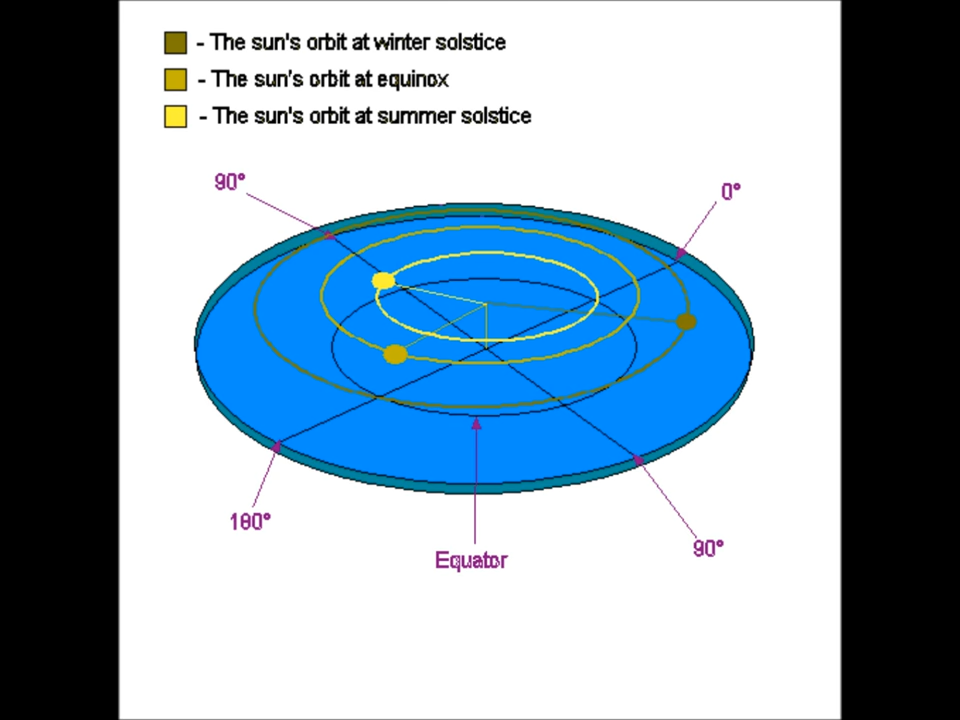 - The sun's orbit at winter solstice
- The sun's orbit at equinox
- The sun's orbit at summer solstice
90°
0°
180°
90°
Equator